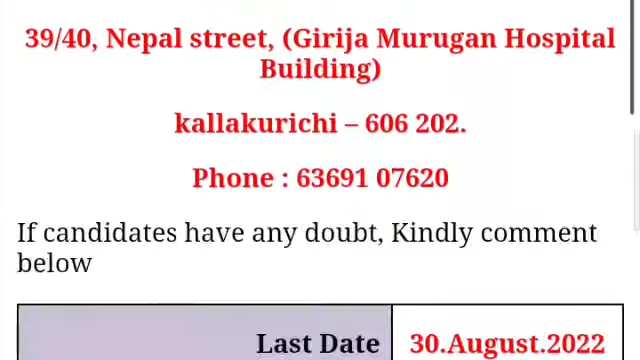 39/40, Nepal street, (Girija Murugan Hospital
Building)
kallakurichi – 606 202.
Phone : 63691 07620
If candidates have any doubt, Kindly comment
below
Last Date 30.August.2022